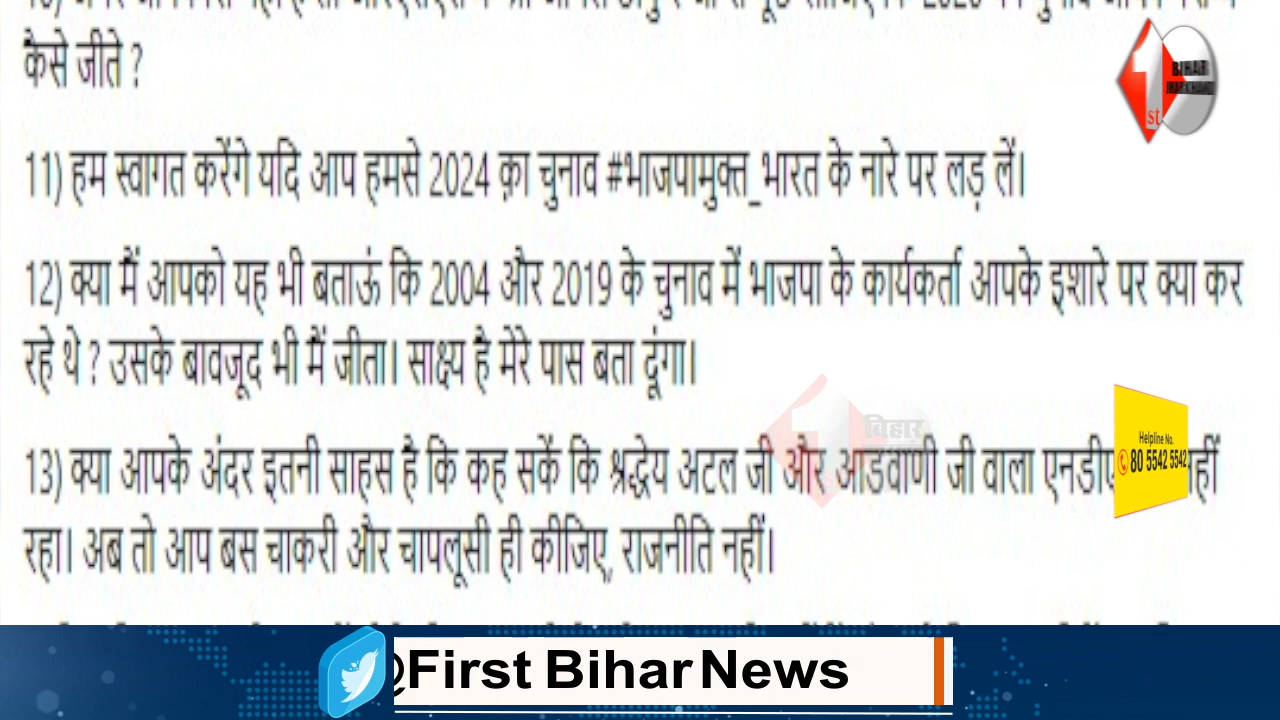 कैसे जीते ?
1st
BIHAR
JHARKHAND
11) हम स्वागत करेंगे यदि आप हमसे 2024 क़ा चुनाव #भाजपामुक्त_भारत के नारे पर लड़ लें।
12) क्या मैं आपको यह भी बताऊं कि 2004 और 2019 के चुनाव में भाजपा के कार्यकर्ता आपके इशारे पर क्या कर
रहे थे ? उसके बावजूद भी मैं जीता। साक्ष्य है मेरे पास बता दूंगा।
बिहार
Helpline No.
80 5542 5542
13) क्या आपके अंदर इतनी साहस है कि कह सकें कि श्रद्धेय अटल जी और आडवाणी जी वाला
रहा। अब तो आप बस चाकरी और चापलूसी ही कीजिए, राजनीति नहीं।
@First Bihar News